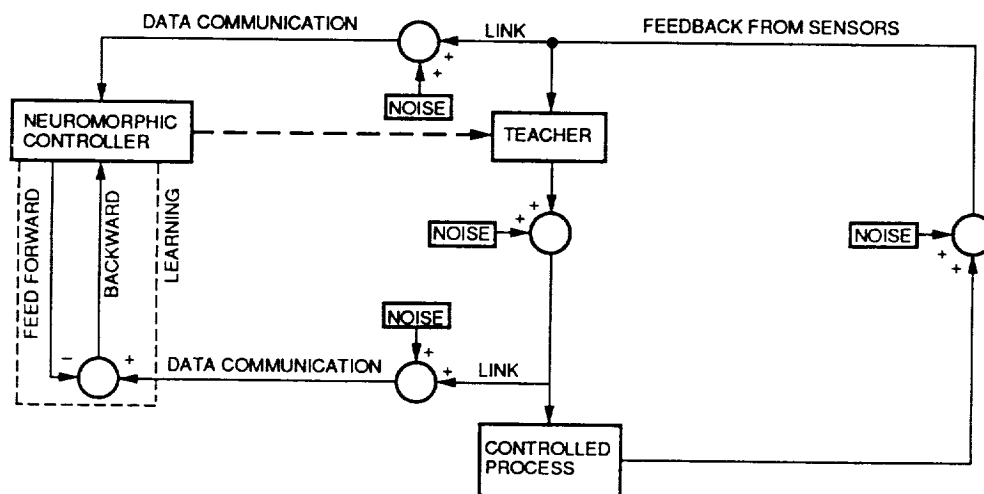 DATA COMMUNICATION
LINK
FEEDBACK FROM SENSORS
+
+
NOISE
NEUROMORPHIC
CONTROLLER
TEACHER
FEED FORWARD
BACKWARD
LEARNING
+
+
NOISE
NOISE
+
+
NOISE
+
+
−
+
DATA COMMUNICATION
LINK
CONTROLLED
PROCESS